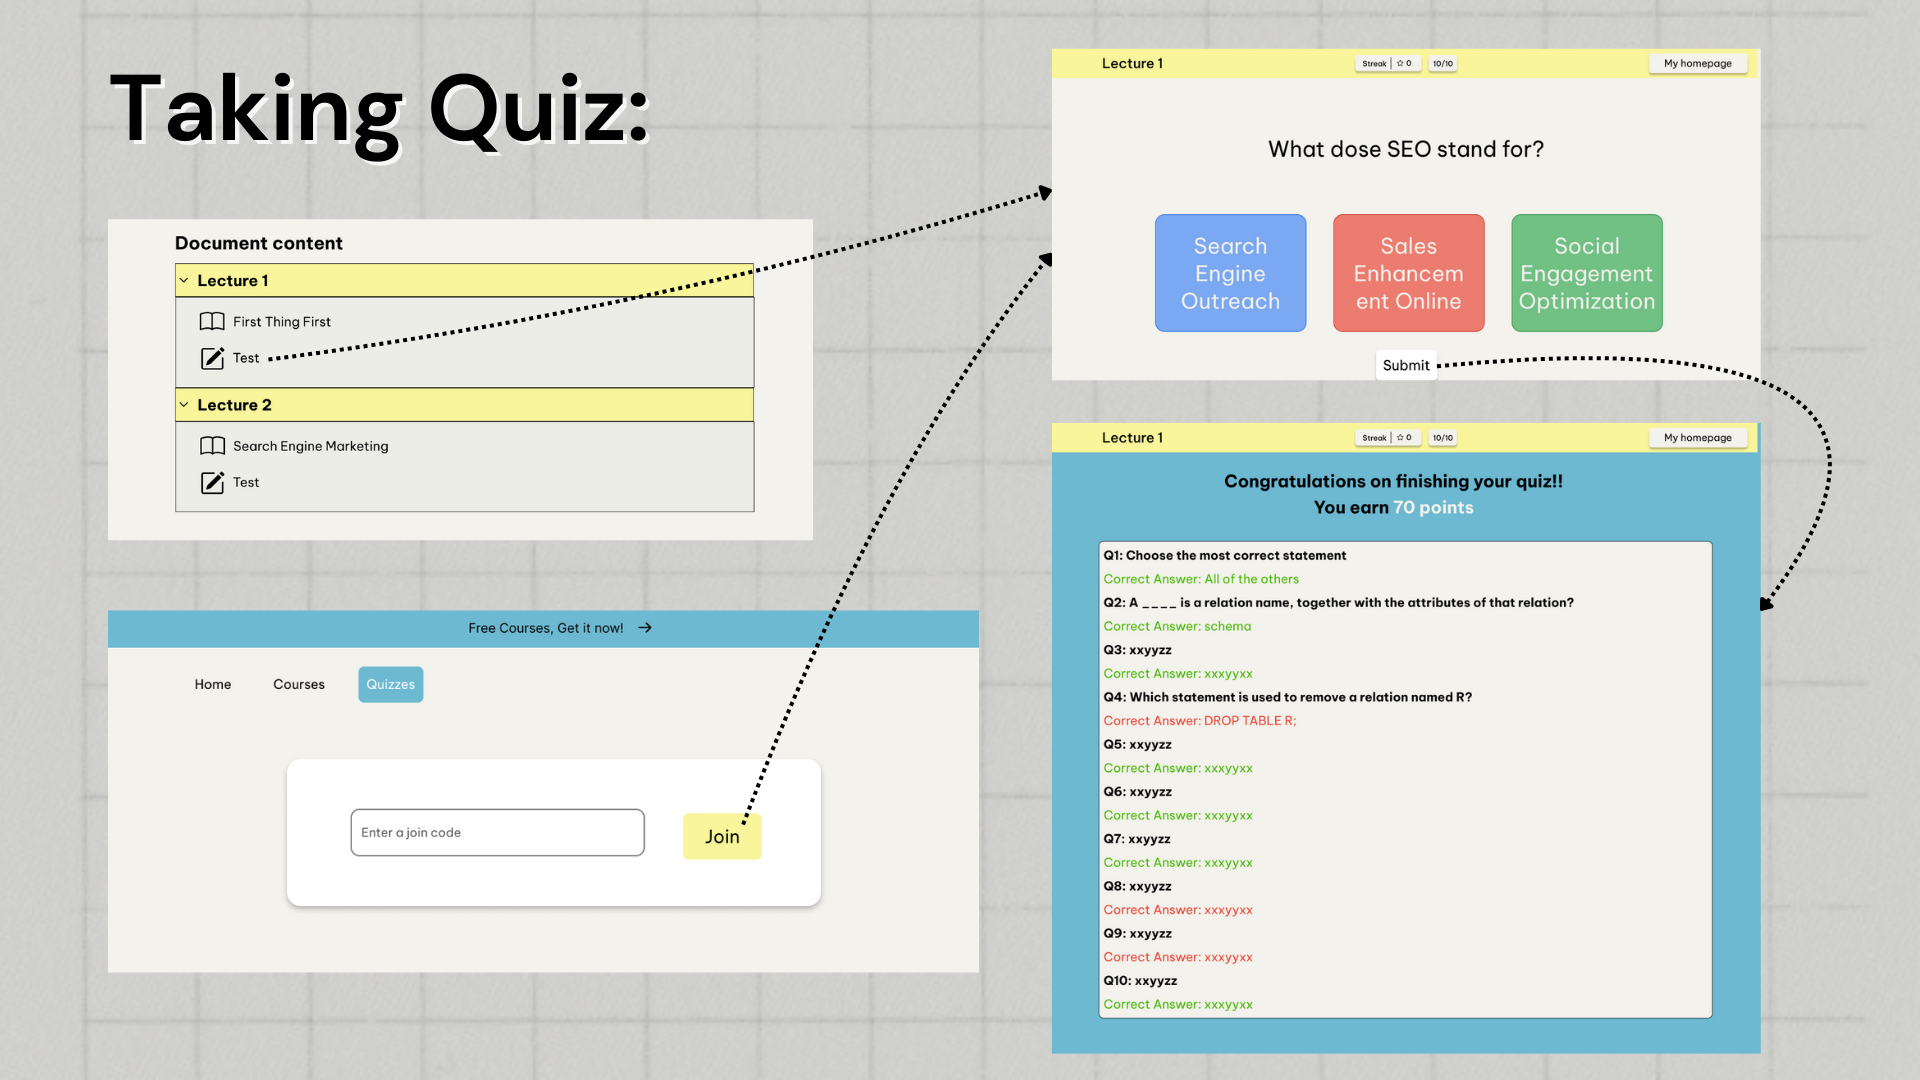 Taking Quiz:
Document content
Lecture 1
First Thing First
Test
Lecture 2
Search Engine Marketing
Test
Free Courses, Get it now! →
Home Courses Quizzes
Enter a join code
Join
Lecture 1 Streak | ☆ 0 10/10 My homepage
What dose SEO stand for?
Search
Engine
Outreach
Sales
Enhancem
ent Online
Social
Engagement
Optimization
Submit
Lecture 1 Streak | ☆ 0 10/10 My homepage
Congratulations on finishing your quiz!!
You earn 70 points
Q1: Choose the most correct statement
Correct Answer: All of the others
Q2: A _ _ _ _ is a relation name, together with the attributes of that relation?
Correct Answer: schema
Q3: xxyyzz
Correct Answer: xxxyyxx
Q4: Which statement is used to remove a relation named R?
Correct Answer: DROP TABLE R;
Q5: xxyyzz
Correct Answer: xxxyyxx
Q6: xxyyzz
Correct Answer: xxxyyxx
Q7: xxyyzz
Correct Answer: xxxyyxx
Q8: xxyyzz
Correct Answer: xxxyyxx
Q9: xxyyzz
Correct Answer: xxxyyxx
Q10: xxyyzz
Correct Answer: xxxyyxx